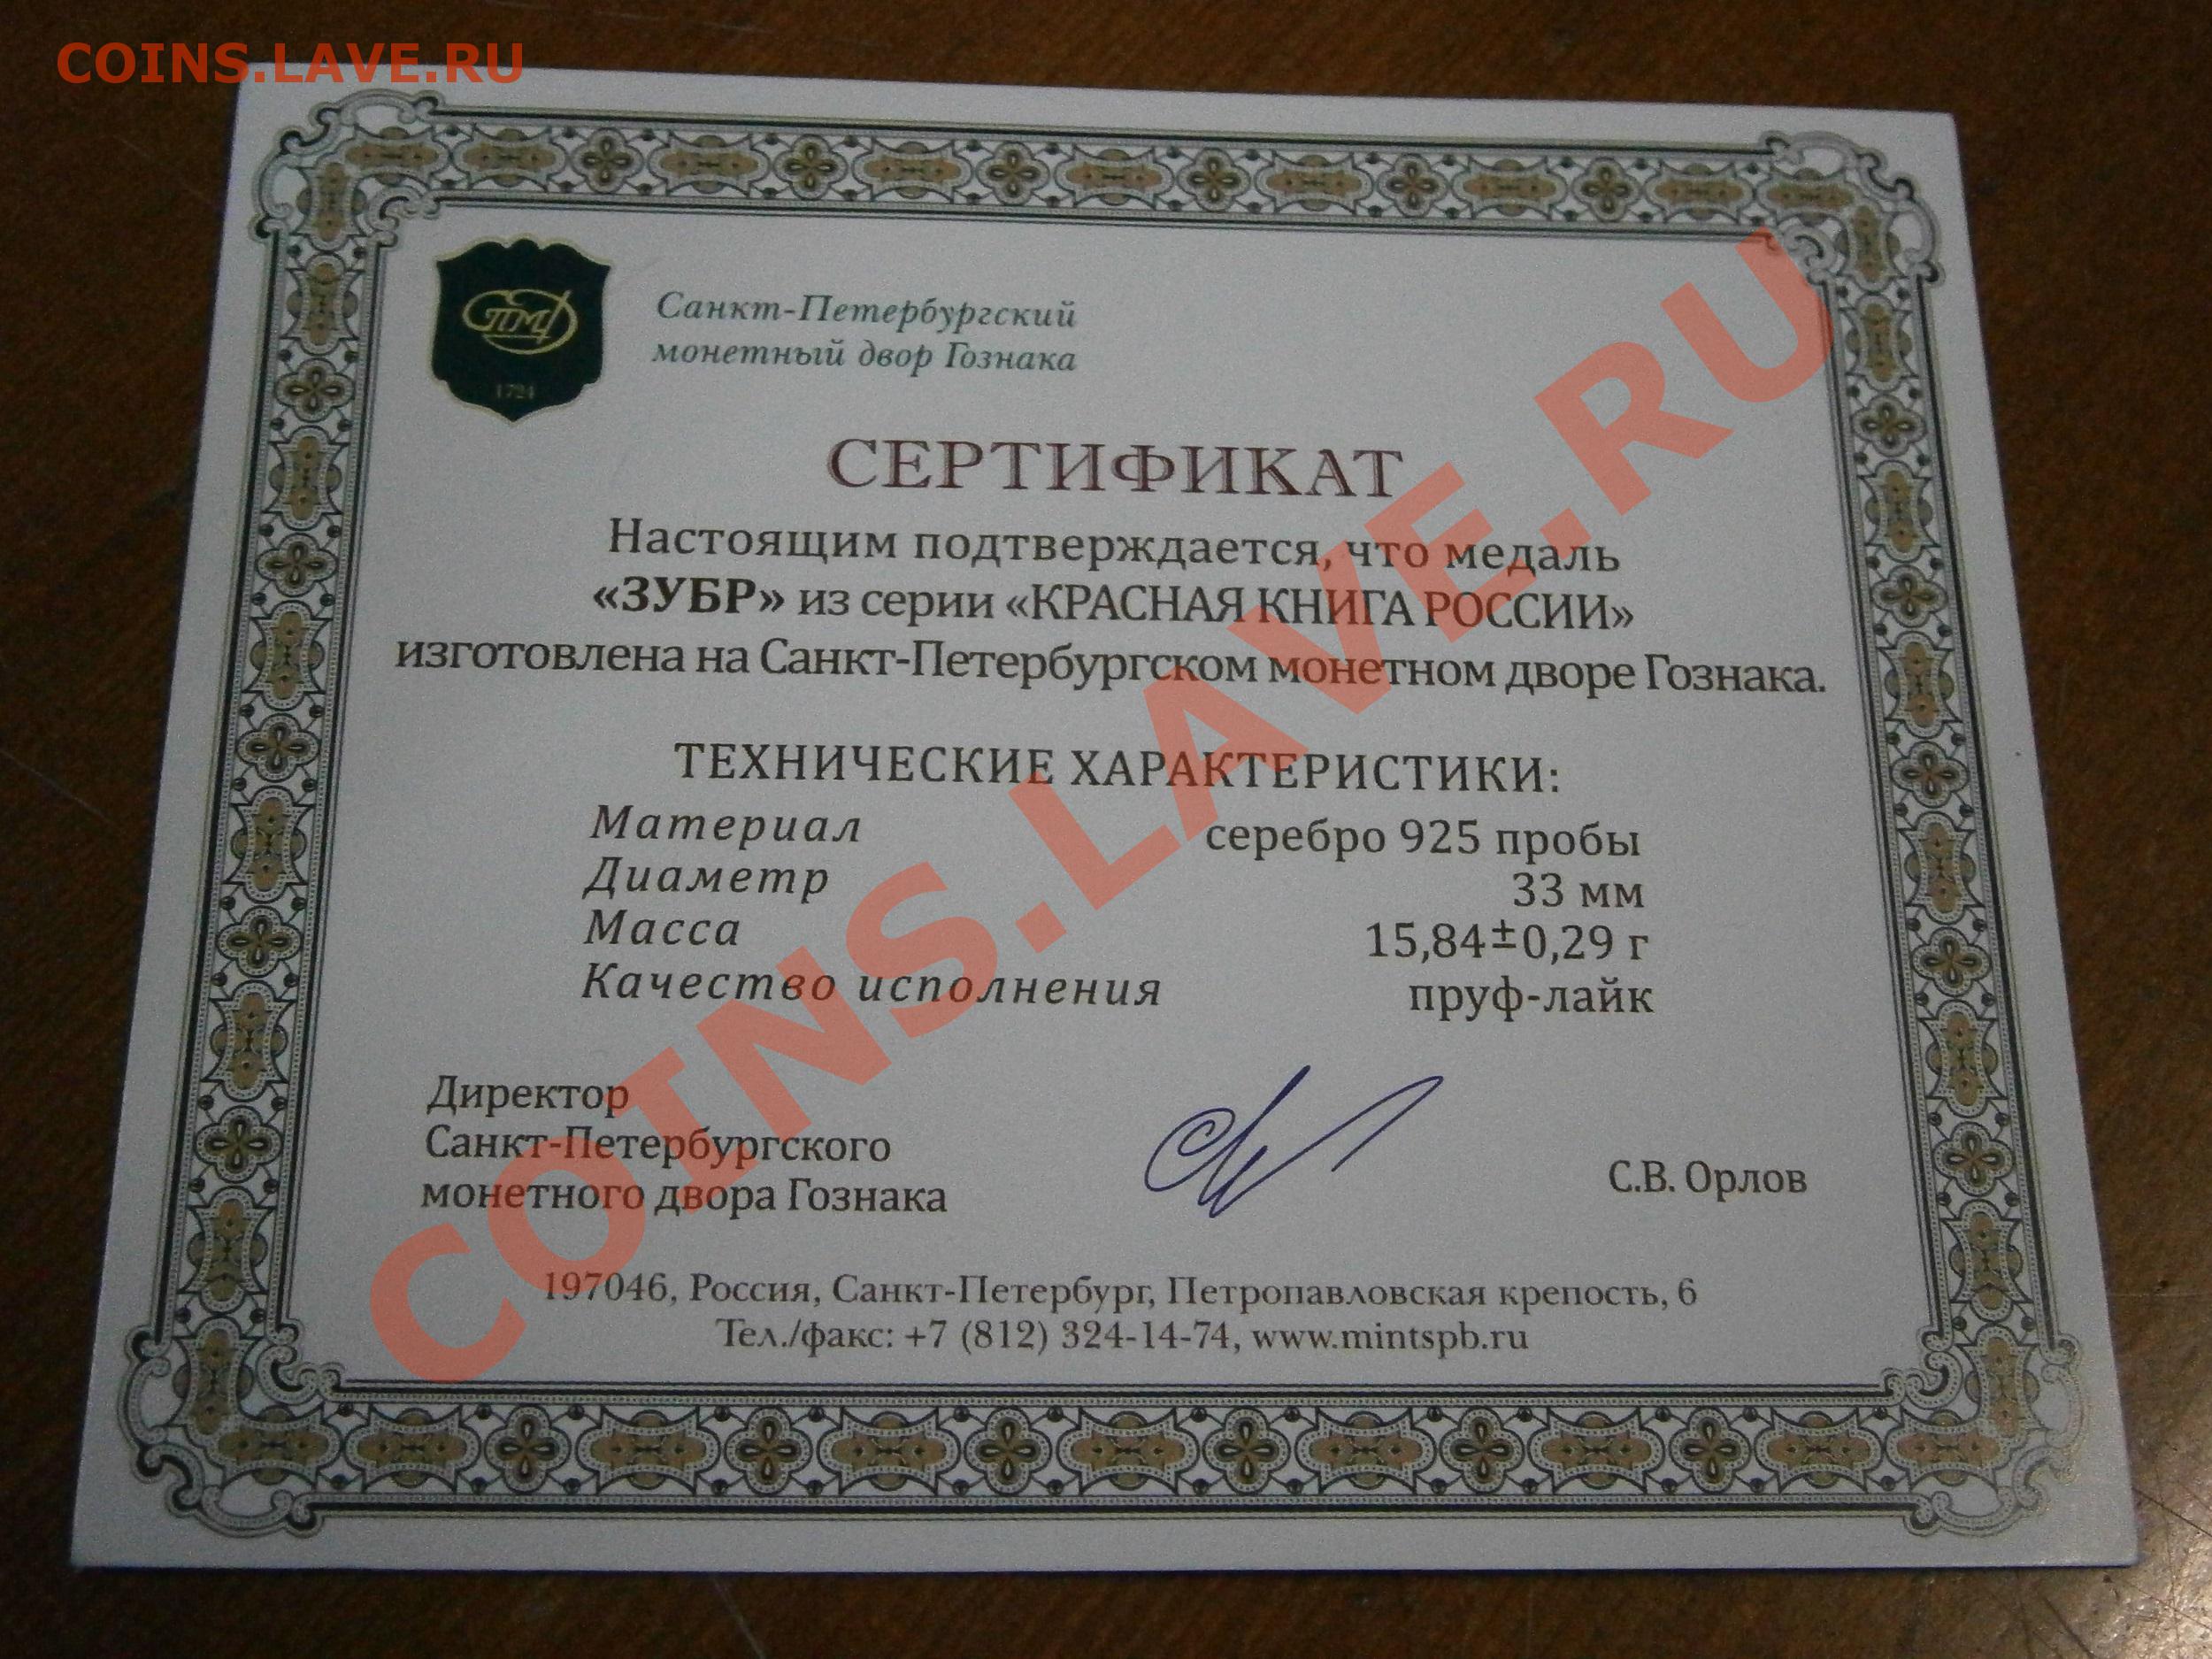 COINS.LAVE.RU
СПМД
1724
Санкт-Петербургский
монетный двор Гознака
СЕРТИФИКАТ
Настоящим подтверждается, что медаль
«ЗУБР» из серии «КРАСНАЯ КНИГА РОССИИ»
изготовлена на Санкт-Петербургском монетном дворе Гознака.
ТЕХНИЧЕСКИЕ ХАРАКТЕРИСТИКИ:
Материал серебро 925 пробы
Диаметр 33 мм
Масса 15,84±0,29 г
Качество исполнения пруф-лайк
Директор
Санкт-Петербургского
монетного двора Гознака
С.В. Орлов
197046, Россия, Санкт-Петербург, Петропавловская крепость, 6
Тел./факс: +7 (812) 324-14-74, www.mintspb.ru
COINS.LAVE.RU